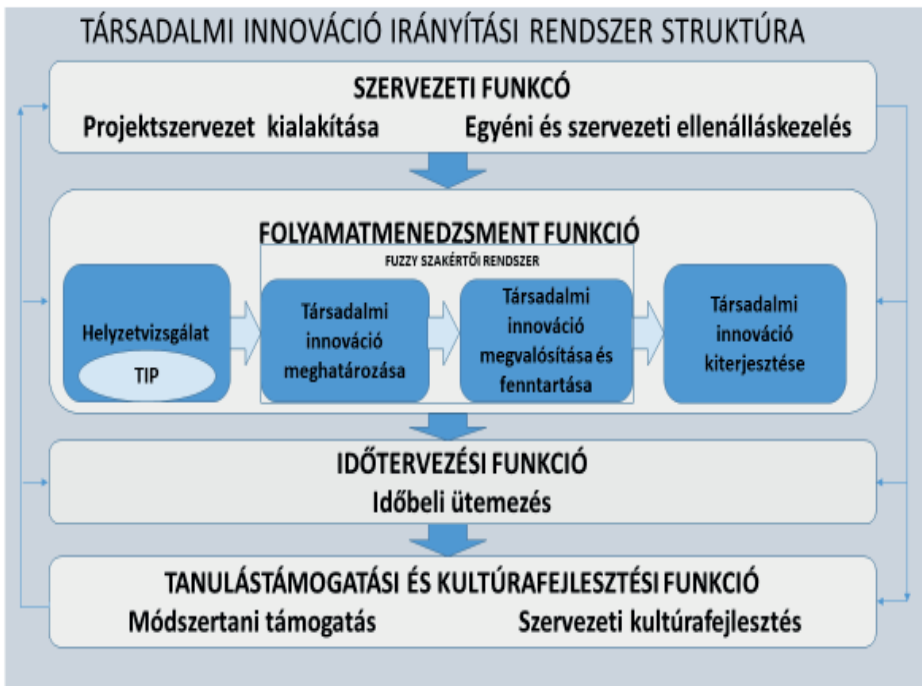 TÁRSADALMI INNOVÁCIÓ IRÁNYÍTÁSI RENDSZER STRUKTÚRA
SZERVEZETI FUNKCÓ
Projektszervezet kialakítása
Egyéni és szervezeti ellenálláskezelés
FOLYAMATMENEDZSMENT FUNKCIÓ
FUZZY SZAKÉRTŐI RENDSZER
Helyzetvizsgálat
TIP
Társadalmi
innováció
meghatározása
Társadalmi
innováció
megvalósítása és
fenntartása
Társadalmi
innováció
kiterjesztése
IDŐTERVEZÉSI FUNKCIÓ
Időbeli ütemezés
TANULÁSTÁMOGATÁSI ÉS KULTÚRAFEJLESZTÉSI FUNKCIÓ
Módszertani támogatás
Szervezeti kultúrafejlesztés